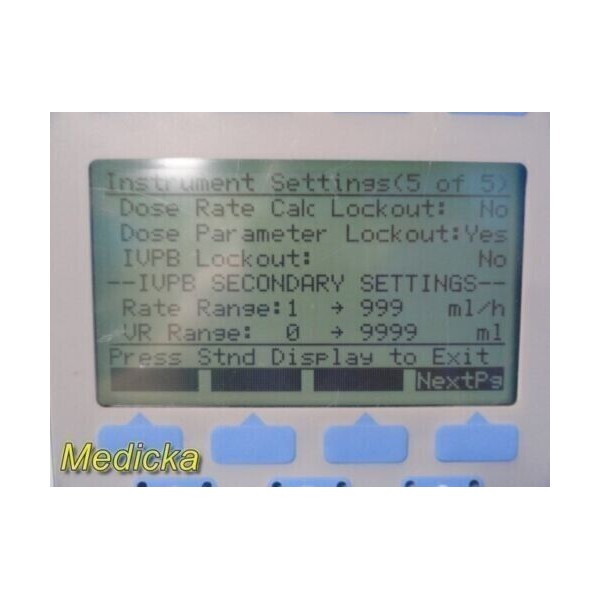 Instrument Settings(5 of 5)
Dose Rate Calc Lockout: No
Dose Parameter Lockout:Yes
IVPB Lockout: No
--IVPB SECONDARY SETTINGS--
Rate Range:1 → 999 ml/h
VR Range: 0 → 9999 ml
Press Stnd Display to Exit
NextPg
Medicka